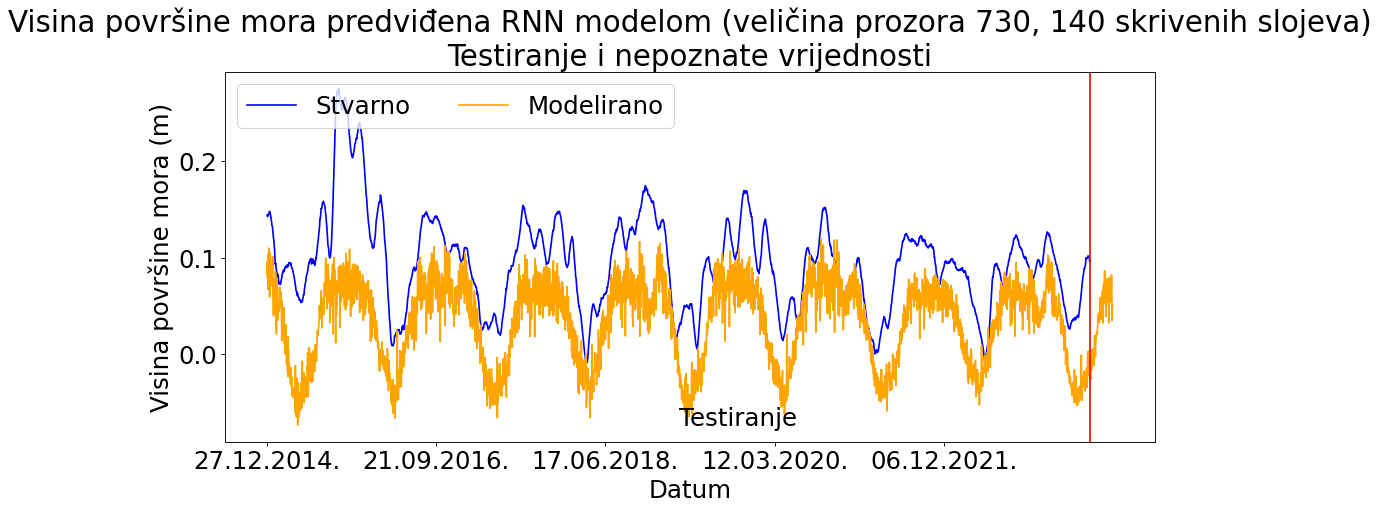 Visina površine mora predviđena RNN modelom (veličina prozora 730, 140 skrivenih slojeva)
Testiranje i nepoznate vrijednosti
Stvarno
Modelirano
Visina površine mora (m)
0.2
0.1
0.0
Testiranje
27.12.2014.
21.09.2016.
17.06.2018.
12.03.2020.
06.12.2021.
Datum